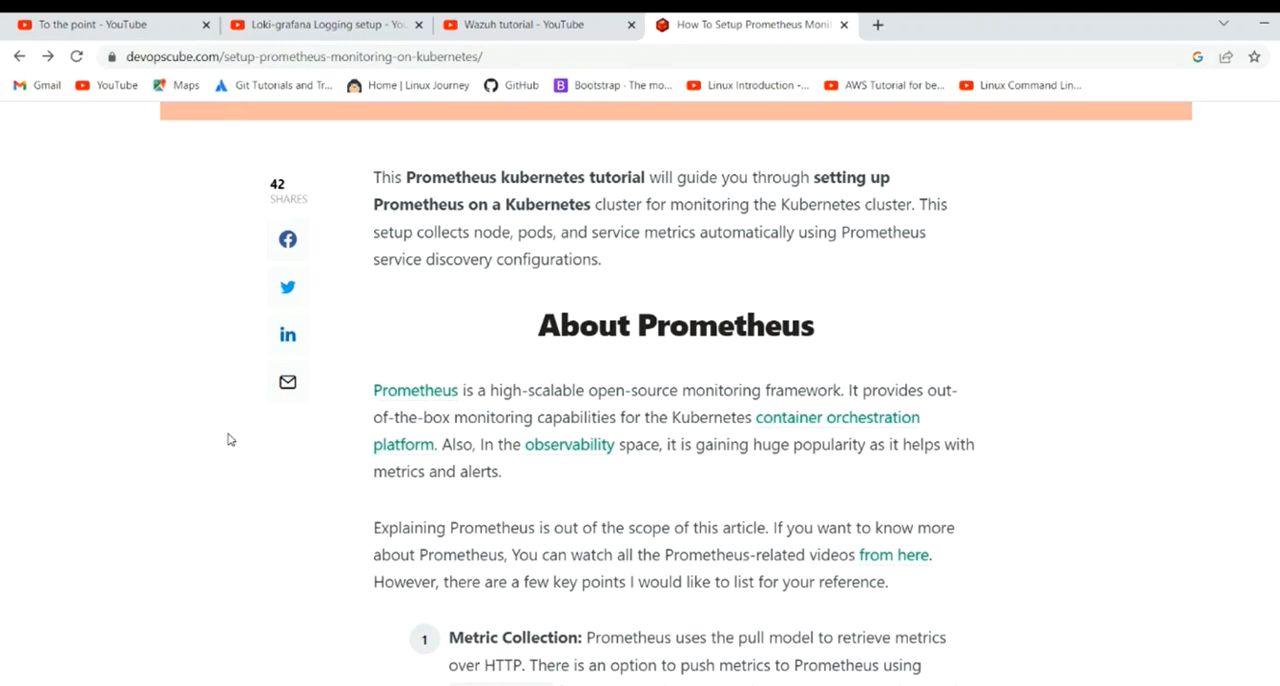 To the point - YouTube
Loki-grafana Logging setup - You
Wazuh tutorial - YouTube
How To Setup Prometheus Moni
devopscube.com/setup-prometheus-monitoring-on-kubernetes/
Gmail YouTube Maps Git Tutorials and Tr... Home | Linux Journey GitHub Bootstrap · The mo... Linux Introduction -... AWS Tutorial for be... Linux Command Lin...
42
SHARES
This Prometheus kubernetes tutorial will guide you through setting up
Prometheus on a Kubernetes cluster for monitoring the Kubernetes cluster. This
setup collects node, pods, and service metrics automatically using Prometheus
service discovery configurations.
About Prometheus
Prometheus is a high-scalable open-source monitoring framework. It provides out-
of-the-box monitoring capabilities for the Kubernetes container orchestration
platform. Also, In the observability space, it is gaining huge popularity as it helps with
metrics and alerts.
Explaining Prometheus is out of the scope of this article. If you want to know more
about Prometheus, You can watch all the Prometheus-related videos from here.
However, there are a few key points I would like to list for your reference.
1 Metric Collection: Prometheus uses the pull model to retrieve metrics
over HTTP. There is an option to push metrics to Prometheus using